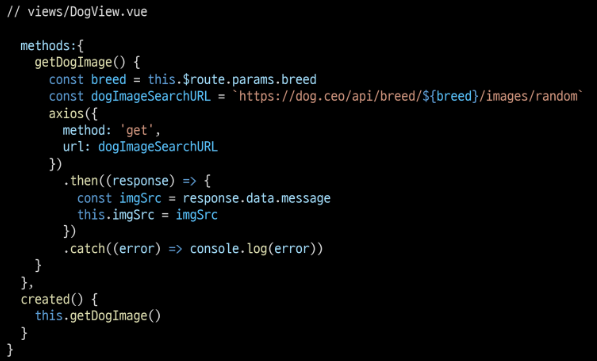 // views/DogView.vue
methods:{
getDogImage() {
const breed = this.$route.params.breed
const dogImageSearchURL = `https://dog.ceo/api/breed/${breed}/images/random`
axios({
method: 'get',
url: dogImageSearchURL
})
.then((response) => {
const imgSrc = response.data.message
this.imgSrc = imgSrc
})
.catch((error) => console.log(error))
}
},
created() {
this.getDogImage()
}
}